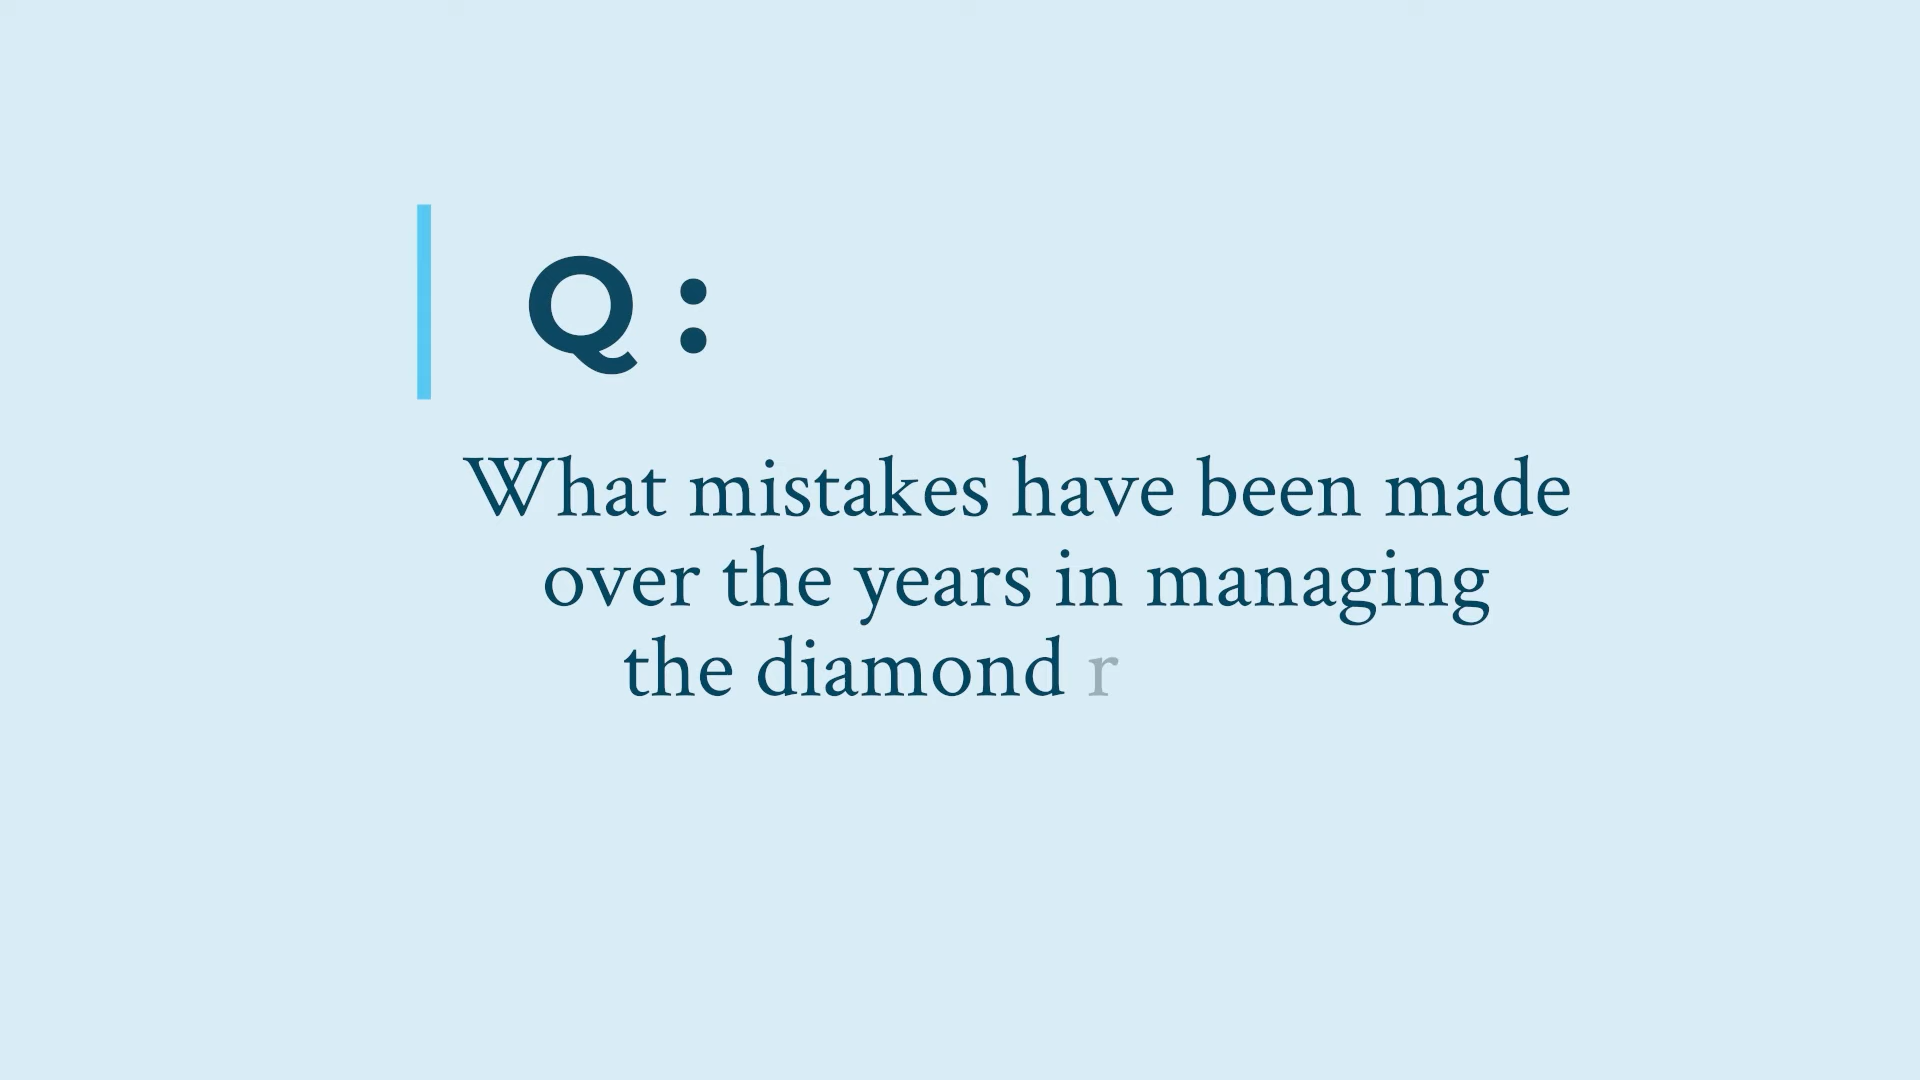 Q :
What mistakes have been made
over the years in managing
the diamond r